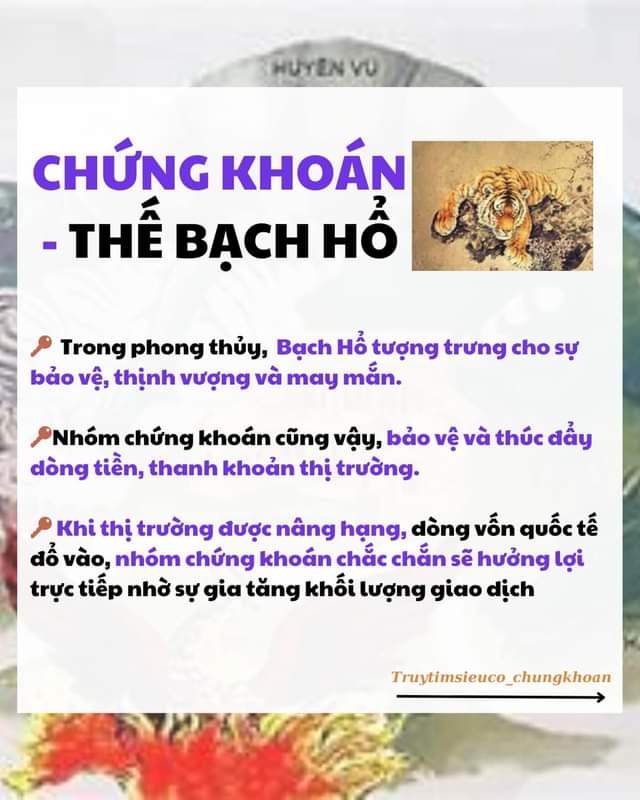 HUYỀN VŨ
CHỨNG KHOÁN
- THẾ BẠCH HỔ
Trong phong thủy, Bạch Hổ tượng trưng cho sự
bảo vệ, thịnh vượng và may mắn.
Nhóm chứng khoán cũng vậy, bảo vệ và thúc đẩy
dòng tiền, thanh khoản thị trường.
Khi thị trường được nâng hạng, dòng vốn quốc tế
đổ vào, nhóm chứng khoán chắc chắn sẽ hưởng lợi
trực tiếp nhờ sự gia tăng khối lượng giao dịch
Truytimsieuco_chungkhoan